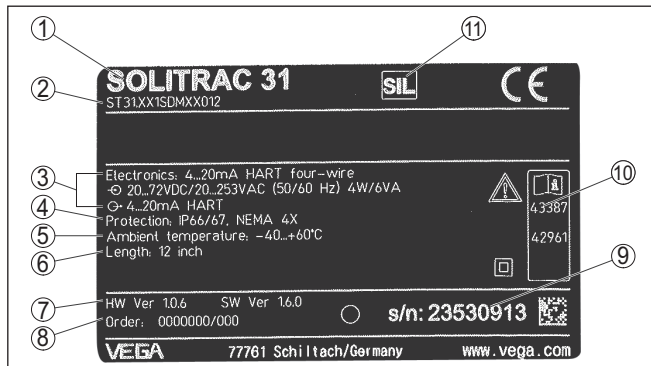 1
11
SOLITRAC 31
SIL
CE
2
ST31.XX1SDMXX012
3
Electronics: 4...20mA HART four-wire
20...72VDC/20...253VAC (50/60 Hz) 4W/6VA
10
4...20mA HART
43387
4
Protection: IP66/67, NEMA 4X
5
Ambient temperature: -40...+60°C
42961
6
Length: 12 inch
9
7
HW Ver 1.0.6 SW Ver 1.6.0
8
Order: 0000000/000
s/n: 23530913
VEGA 77761 Schiltach/Germany www.vega.com